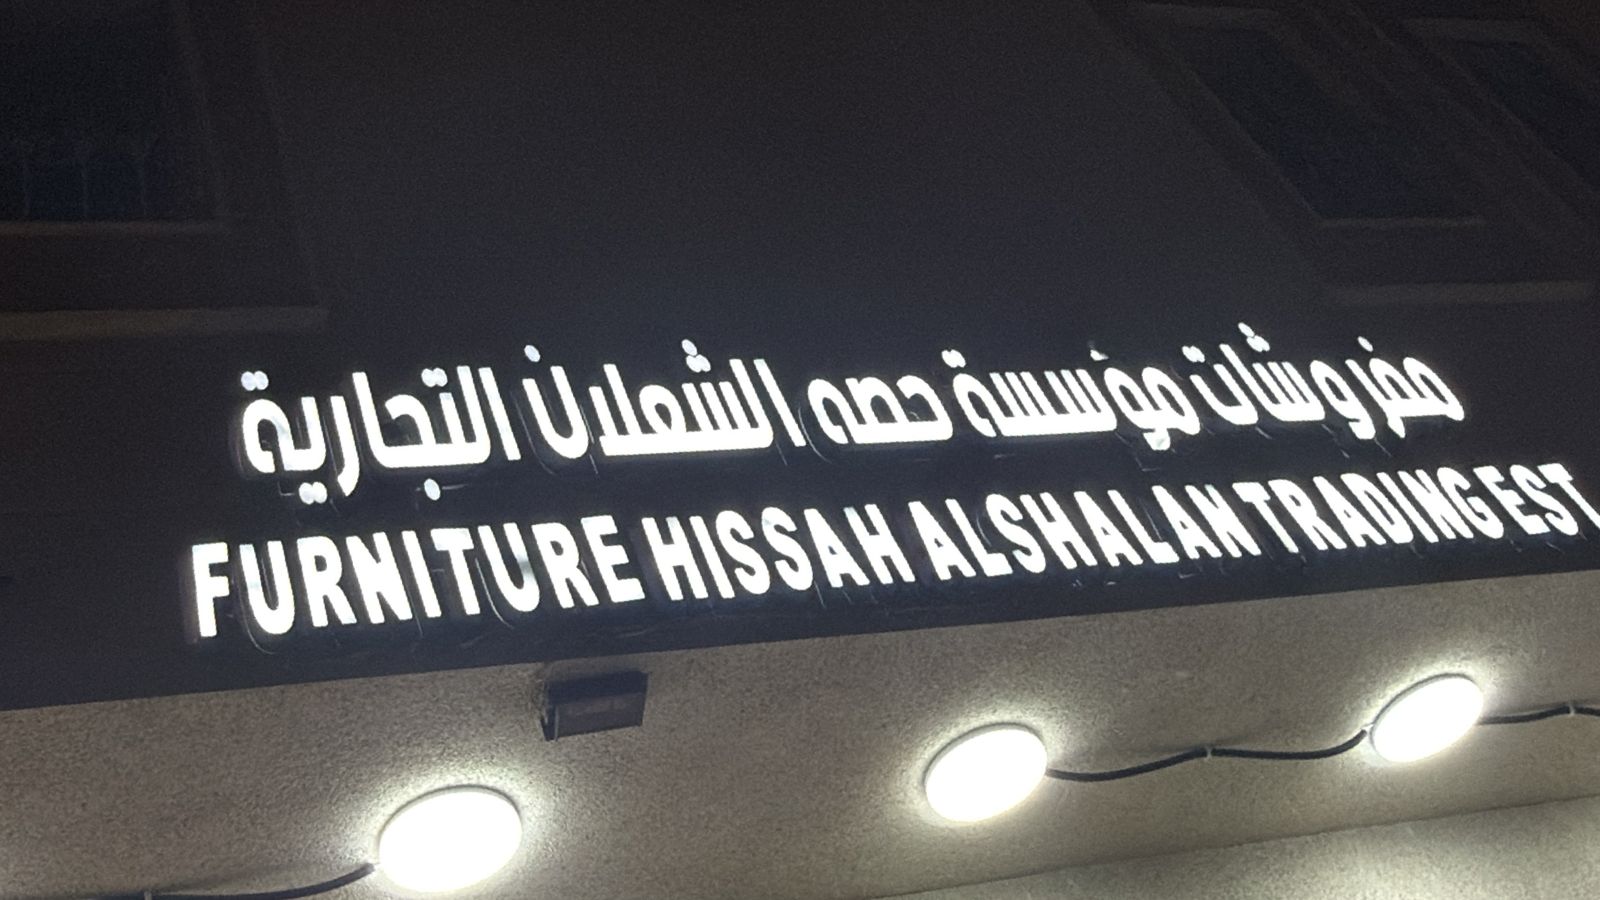 مفروشات مؤسسة حصه الشعلان التجارية
FURNITURE HISSAH ALSHALAN TRADING EST